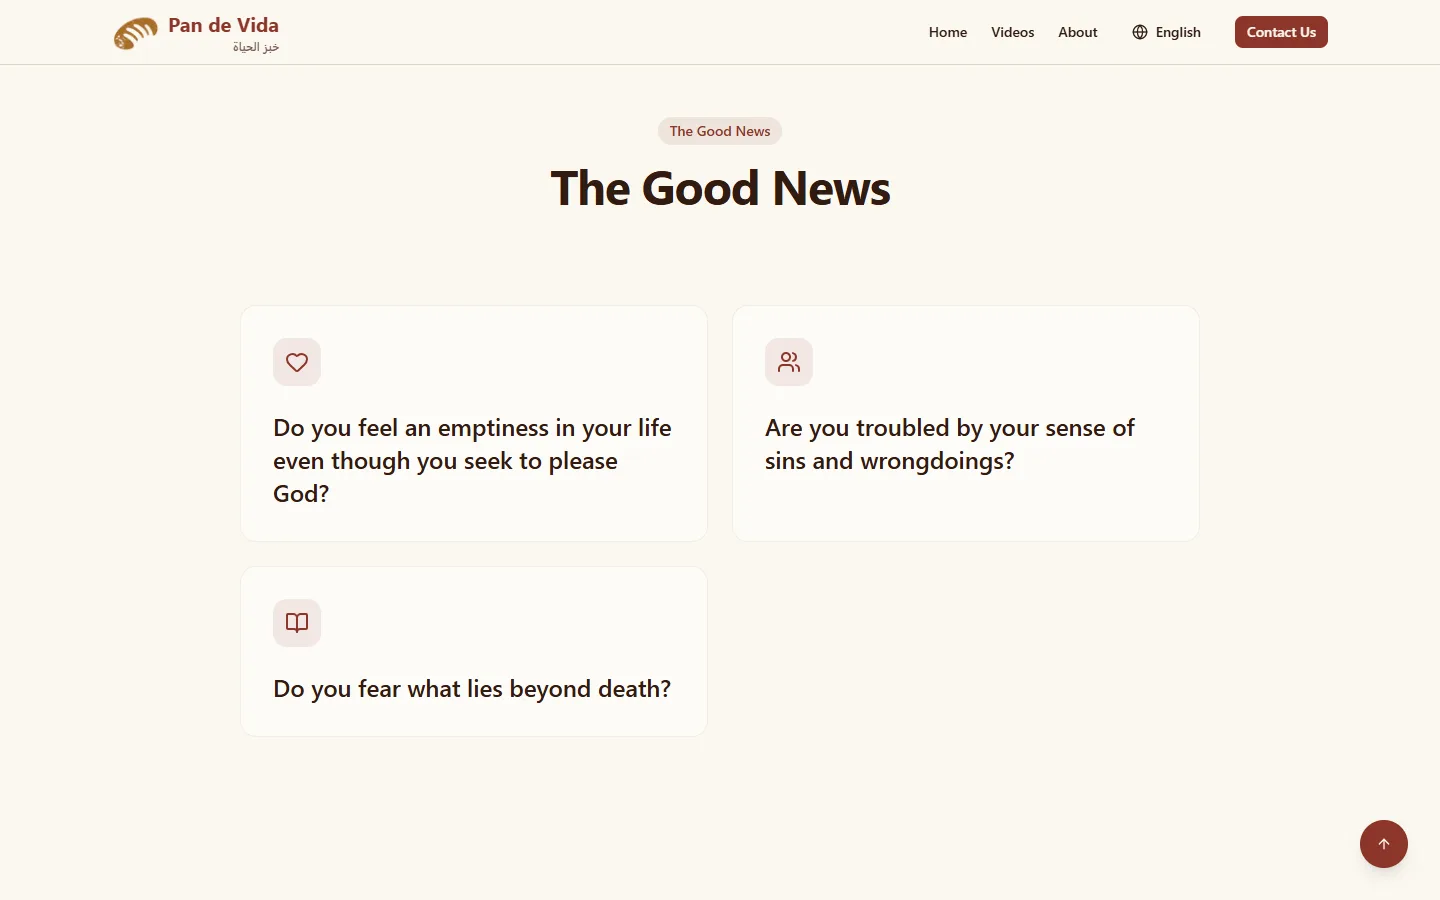 Pan de Vida
خبز الحياة
Home
Videos
About
English
Contact Us
The Good News
The Good News
Do you feel an emptiness in your life
even though you seek to please
God?
Are you troubled by your sense of
sins and wrongdoings?
Do you fear what lies beyond death?